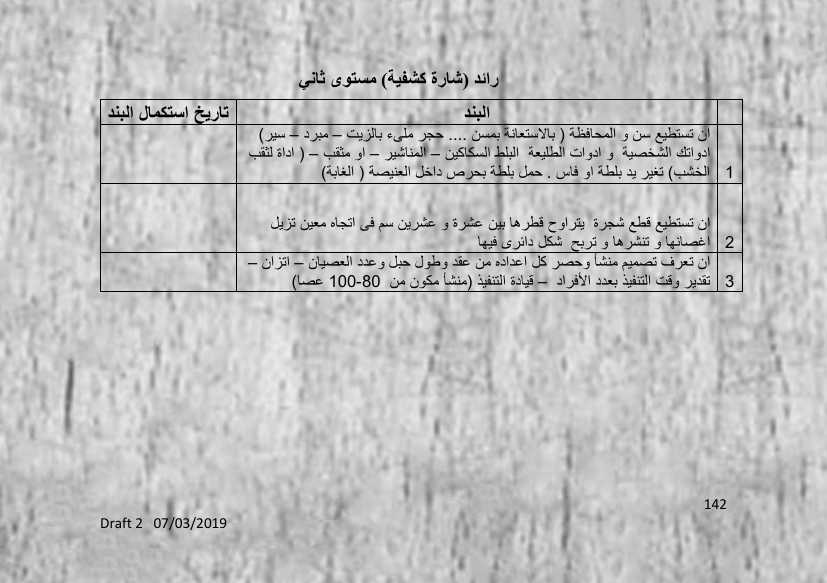 رائد (شارة كشفية) مستوى ثاني
البند
تاريخ استكمال البند
1
ان تستطيع سن و المحافظة ( بالاستعانة بمسن .... حجر ملىء بالزيت – مبرد – سير)
ادواتك الشخصية و ادوات الطليعة البلط السكاكين – المناشير – او مثقب – ( اداة لثقب
الخشب) تغير يد بلطة او فاس . حمل بلطة بحرص داخل العنيصة ( الغابة)
2
ان تستطيع قطع شجرة يتراوح قطرها بين عشرة و عشرين سم فى اتجاه معين تزيل
اغصانها و تنشرها و تربح شكل دائرى فيها
3
ان تعرف تصميم منشأ وحصر كل اعداده من عقد وطول حبل وعدد العصيان – اتزان –
تقدير وقت التنفيذ بعدد الأفراد – قيادة التنفيذ (منشأ مكون من 80-100 عصا)
142
Draft 2 07/03/2019